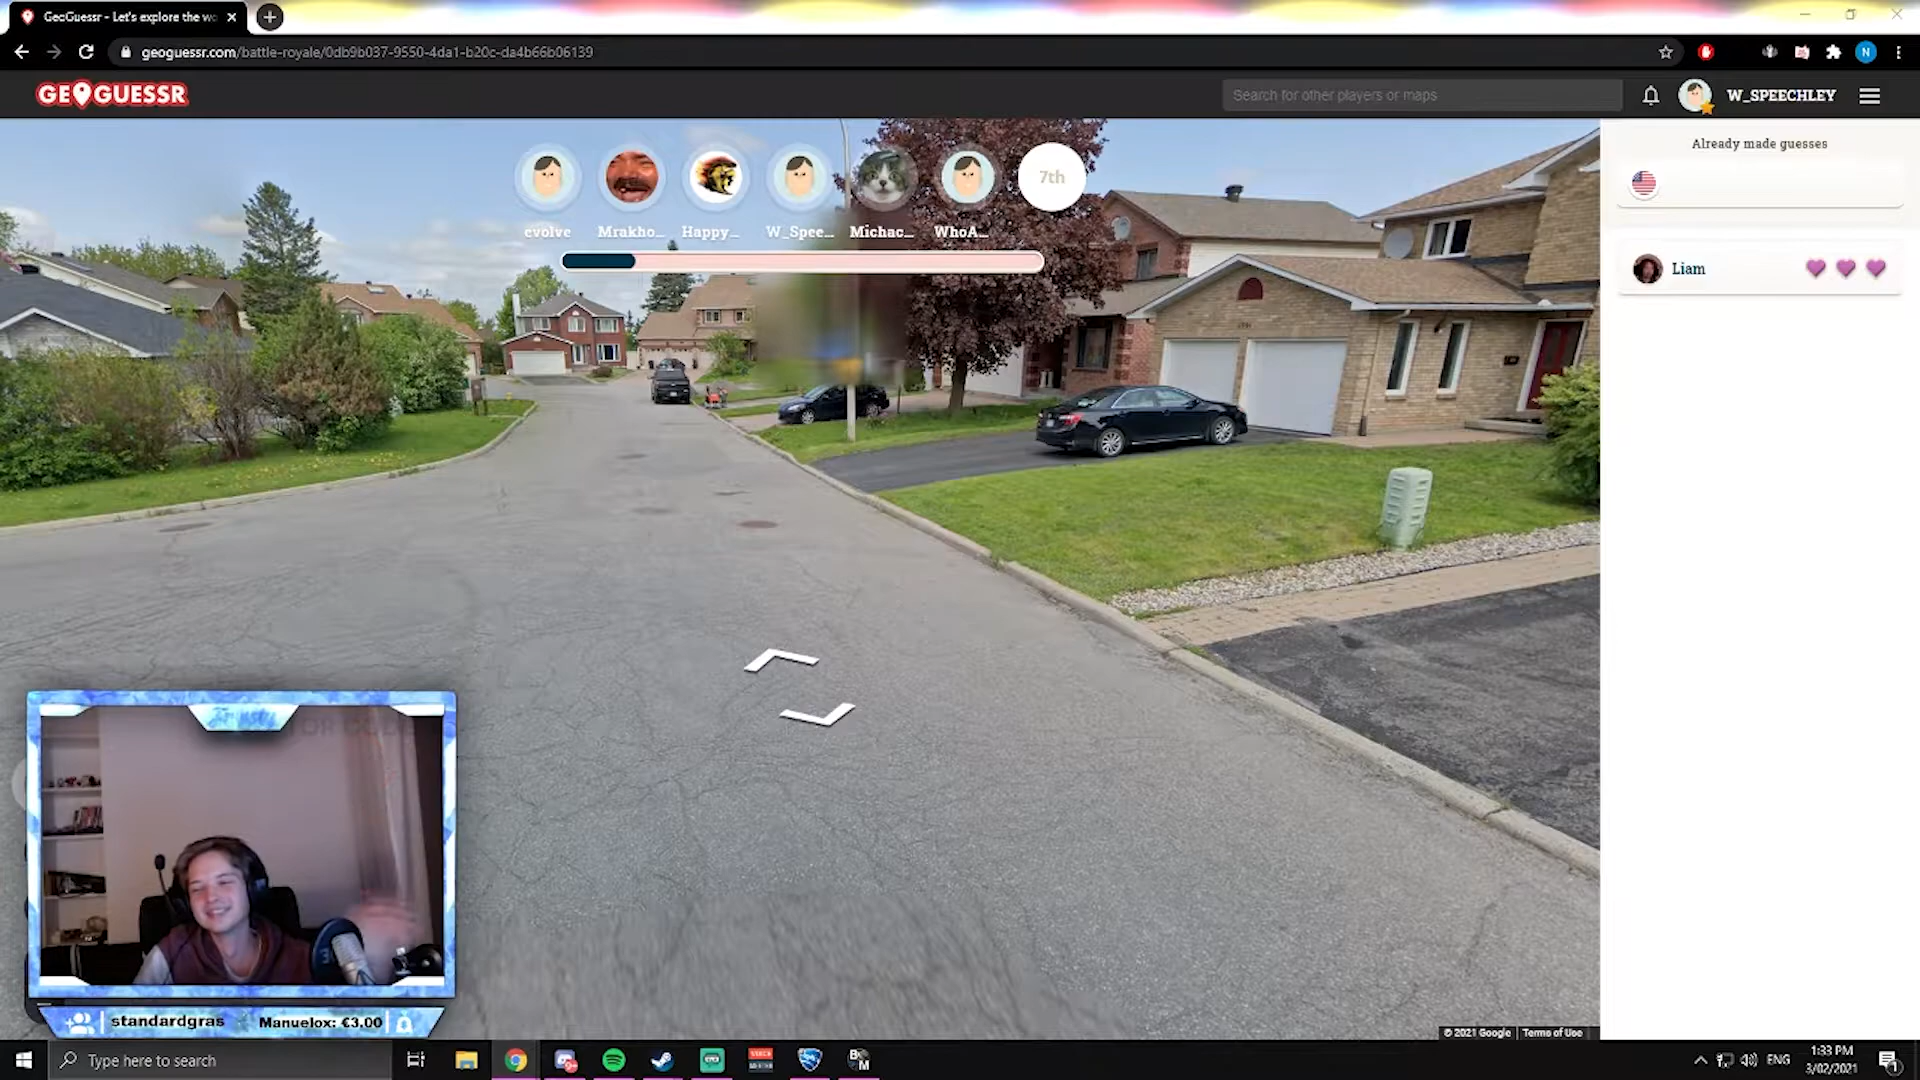 GeoGuessr - Let's explore the wo
geoguessr.com/battle-royale/0db9b037-9550-4da1-b20c-da4b66b06139
N
GEOGUESSR
Search for other players or maps
W_SPEECHLEY
Already made guesses
7th
evolve
Mrakho...
Happy_...
W_Spee...
Michac...
WhoA...
Liam
standardgras
Manuelox: €3.00
© 2021 Google
Terms of Use
Type here to search
ENG
1:33 PM
3/02/2021